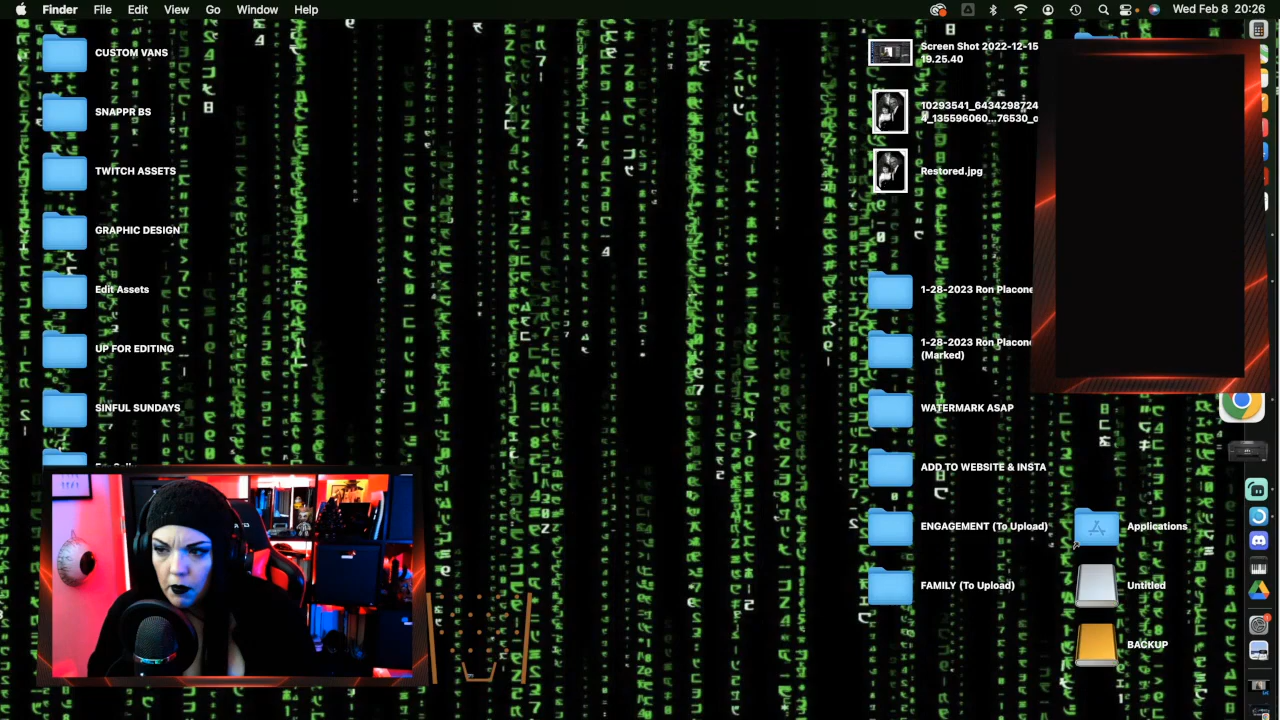 Finder File Edit View Go Window Help
Wed Feb 8 20:26
CUSTOM VANS
SNAPPR BS
TWITCH ASSETS
GRAPHIC DESIGN
Edit Assets
UP FOR EDITING
SINFUL SUNDAYS
Screen Shot 2022-12-15
19.25.40
10293541_6434298724
Restored.jpg
1-28-2023 Ron Placone
1-28-2023 Ron Placone
(Marked)
WATERMARK ASAP
ADD TO WEBSITE & INSTA
ENGAGEMENT (To Upload)
FAMILY (To Upload)
Applications
Untitled
BACKUP